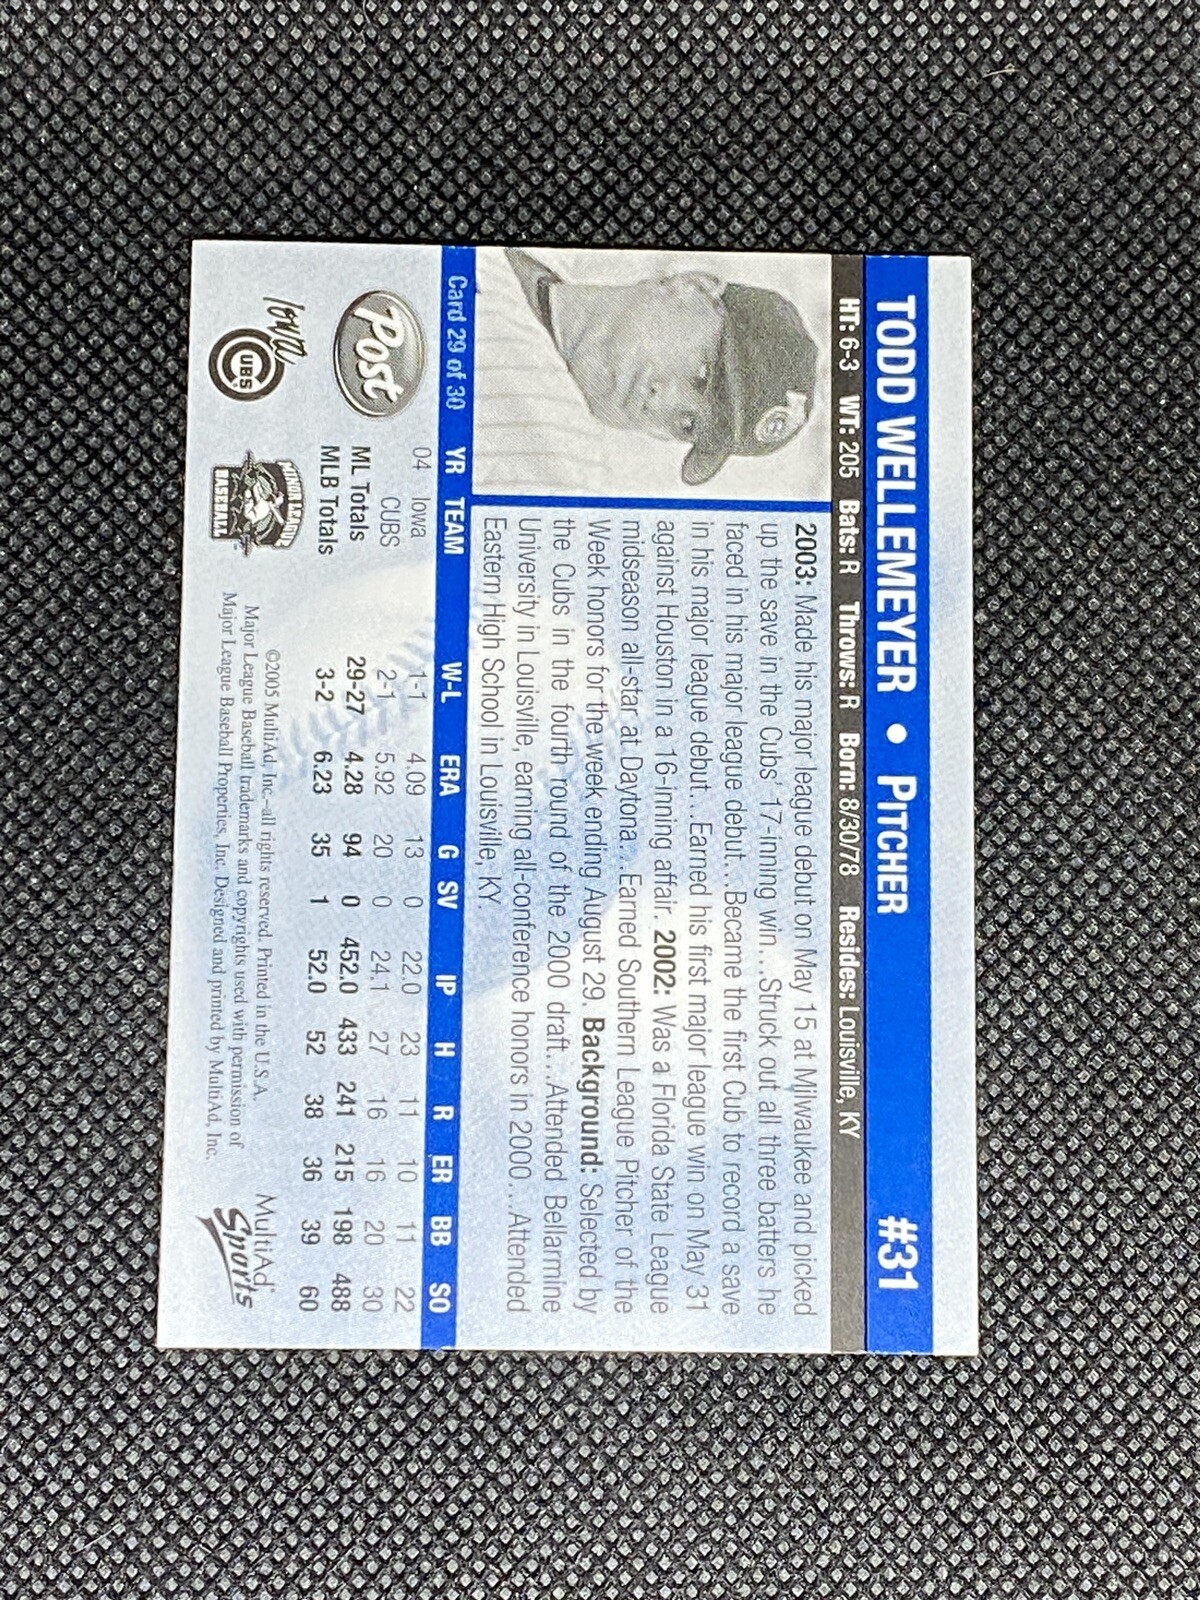 TODD WELLEMEYER • PITCHER #31
HT: 6-3 WT: 205 Bats: R Throws: R Born: 8/30/78 Resides: Louisville, KY
2003: Made his major league debut on May 15 at Milwaukee and picked
up the save in the Cubs' 17-inning win...Struck out all three batters he
faced in his major league debut...Became the first Cub to record a save
in his major league debut...Earned his first major league win on May 31
against Houston in a 16-inning affair. 2002: Was a Florida State League
midseason all-star at Daytona...Earned Southern League Pitcher of the
Week honors for the week ending August 29. Background: Selected by
the Cubs in the fourth round of the 2000 draft...Attended Bellarmine
University in Louisville, earning all-conference honors in 2000...Attended
Eastern High School in Louisville, KY.
Card 29 of 30 YR TEAM W-L ERA G SV IP H R ER BB SO
04 Iowa 1-1 4.09 13 0 22.0 23 11 10 11 22
CUBS 2-1 5.92 20 0 24.1 27 16 16 20 30
ML Totals 29-27 4.28 94 0 452.0 433 241 215 198 488
MLB Totals 3-2 6.23 35 1 52.0 52 38 36 39 60
Post
Iowa
CUBS
MINOR LEAGUE
BASEBALL
©2005 MultiAd, Inc.–all rights reserved. Printed in the U.S.A.
Major League Baseball trademarks and copyrights used with permission of
Major League Baseball Properties, Inc. Designed and printed by MultiAd, Inc.
MultiAd
Sports